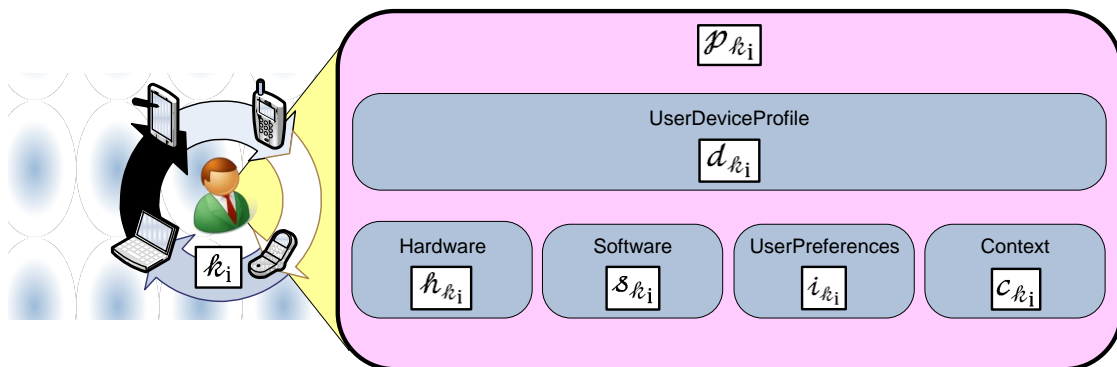 𝓅𝓀ᵢ
UserDeviceProfile
𝒹𝓀ᵢ
Hardware Software UserPreferences Context
𝓀ᵢ 𝒽𝓀ᵢ 𝓈𝓀ᵢ 𝒾𝓀ᵢ 𝒸𝓀ᵢ